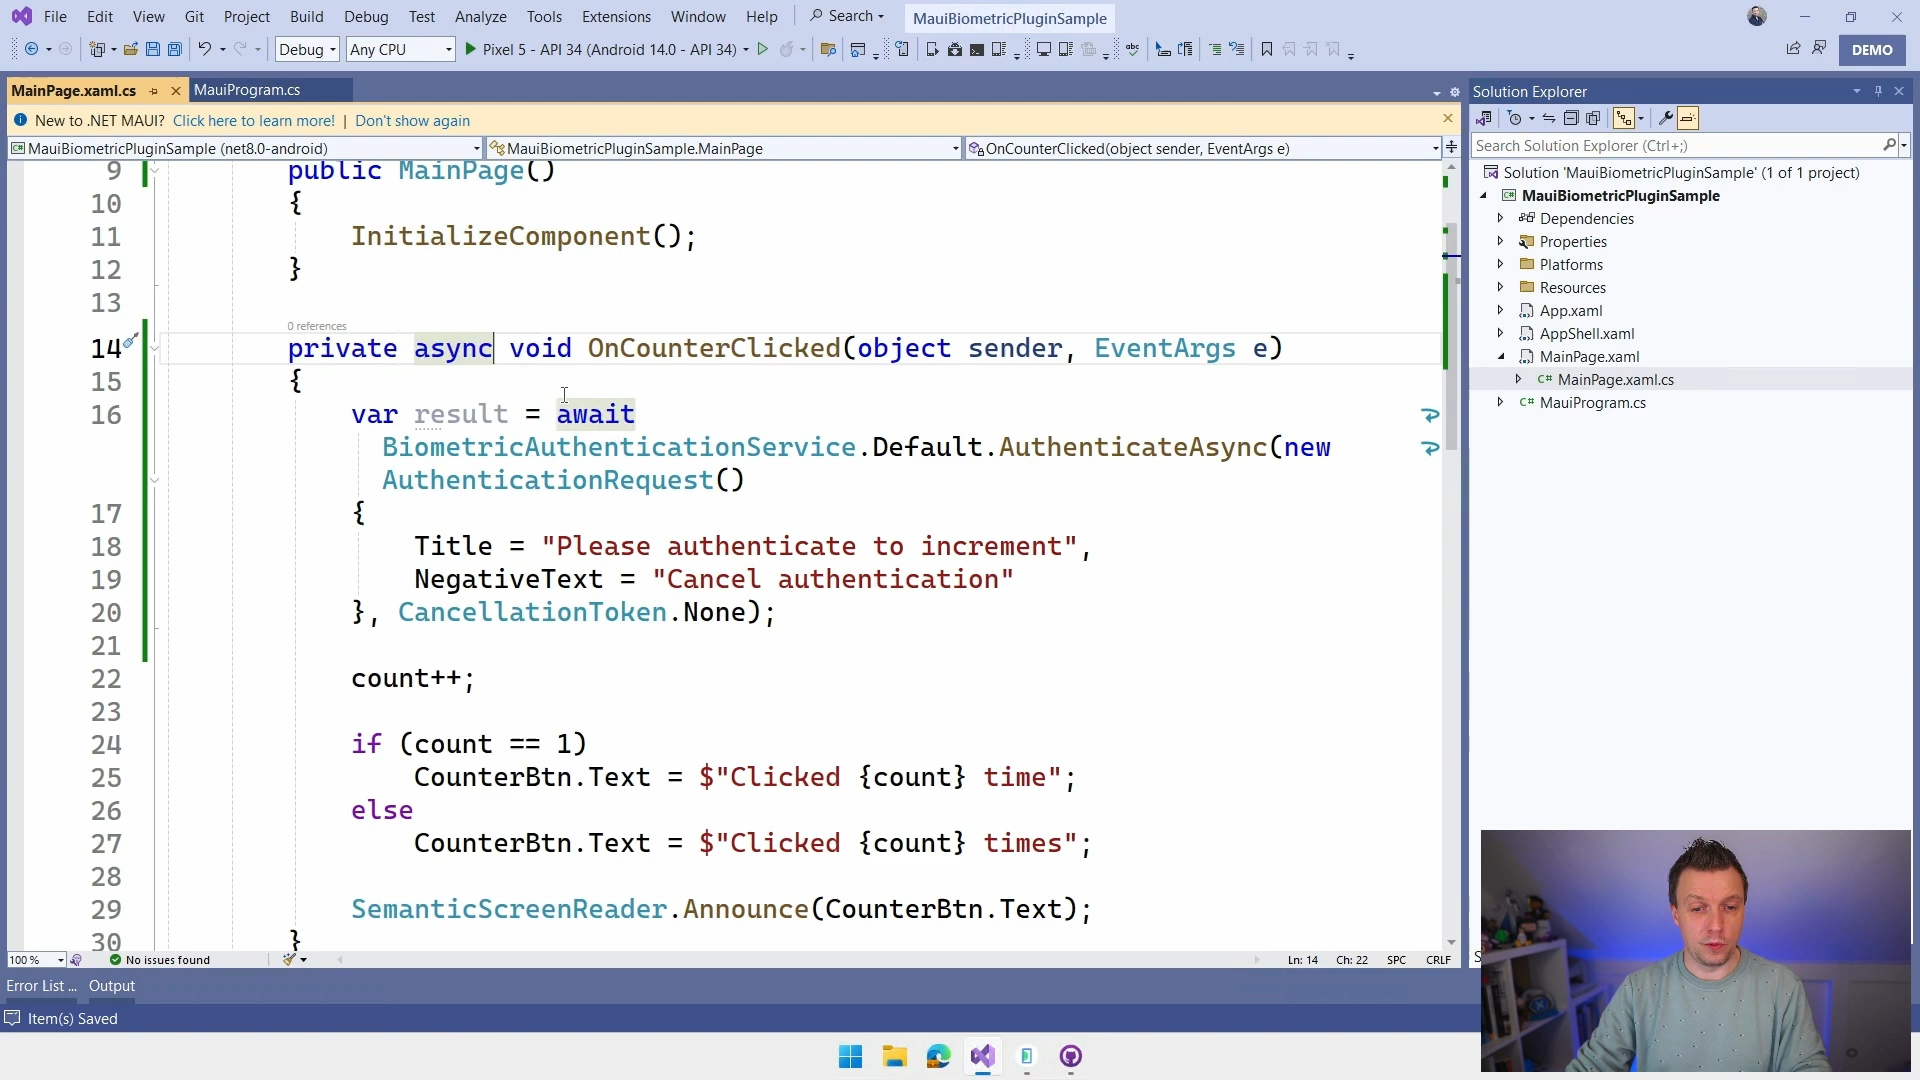 File Edit View Git Project Build Debug Test Analyze Tools Extensions Window Help Search MauiBiometricPluginSample
Debug Any CPU Pixel 5 - API 34 (Android 14.0 - API 34) DEMO
MainPage.xaml.cs MauiProgram.cs
New to .NET MAUI? Click here to learn more! | Don't show again
MauiBiometricPluginSample (net8.0-android) MauiBiometricPluginSample.MainPage OnCounterClicked(object sender, EventArgs e)
9 public MainPage()
10 {
11 InitializeComponent();
12 }
13
0 references
14 private async void OnCounterClicked(object sender, EventArgs e)
15 {
16 var result = await
BiometricAuthenticationService.Default.AuthenticateAsync(new
AuthenticationRequest()
17 {
18 Title = "Please authenticate to increment",
19 NegativeText = "Cancel authentication"
20 }, CancellationToken.None);
21
22 count++;
23
24 if (count == 1)
25 CounterBtn.Text = $"Clicked {count} time";
26 else
27 CounterBtn.Text = $"Clicked {count} times";
28
29 SemanticScreenReader.Announce(CounterBtn.Text);
30 }
100 % No issues found Ln: 14 Ch: 22 SPC CRLF
Error List ... Output
Item(s) Saved
Solution Explorer
Search Solution Explorer (Ctrl+;)
Solution 'MauiBiometricPluginSample' (1 of 1 project)
MauiBiometricPluginSample
Dependencies
Properties
Platforms
Resources
App.xaml
AppShell.xaml
MainPage.xaml
C# MainPage.xaml.cs
C# MauiProgram.cs